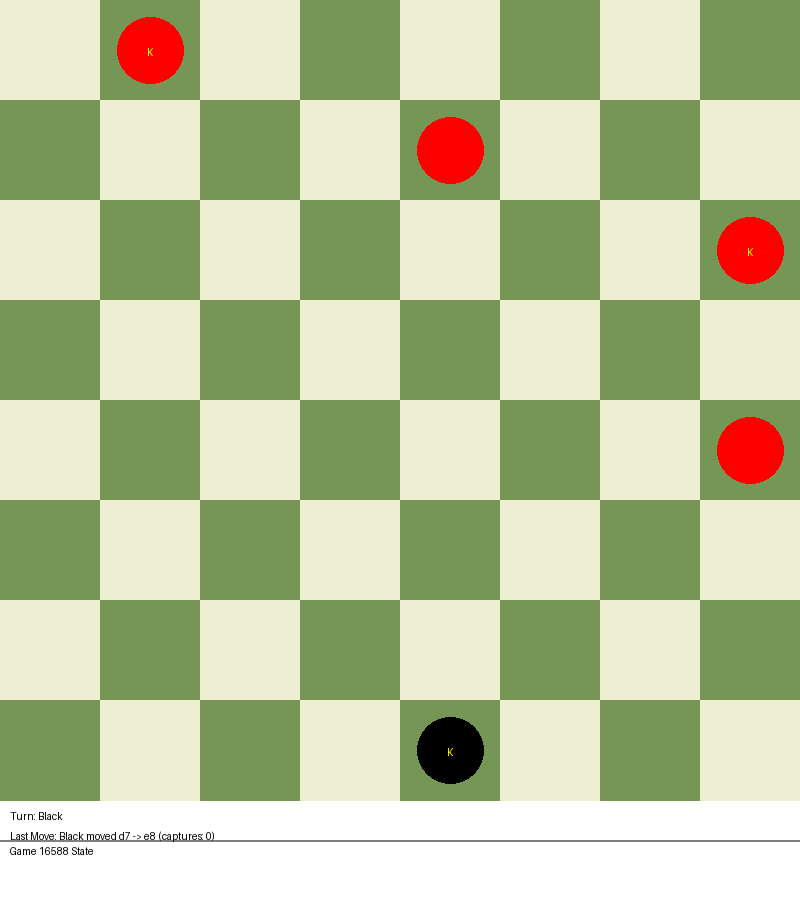 K
K
K
Turn: Black
Last Move: Black moved d7 -> e8 (captures: 0)
Game 16588 State